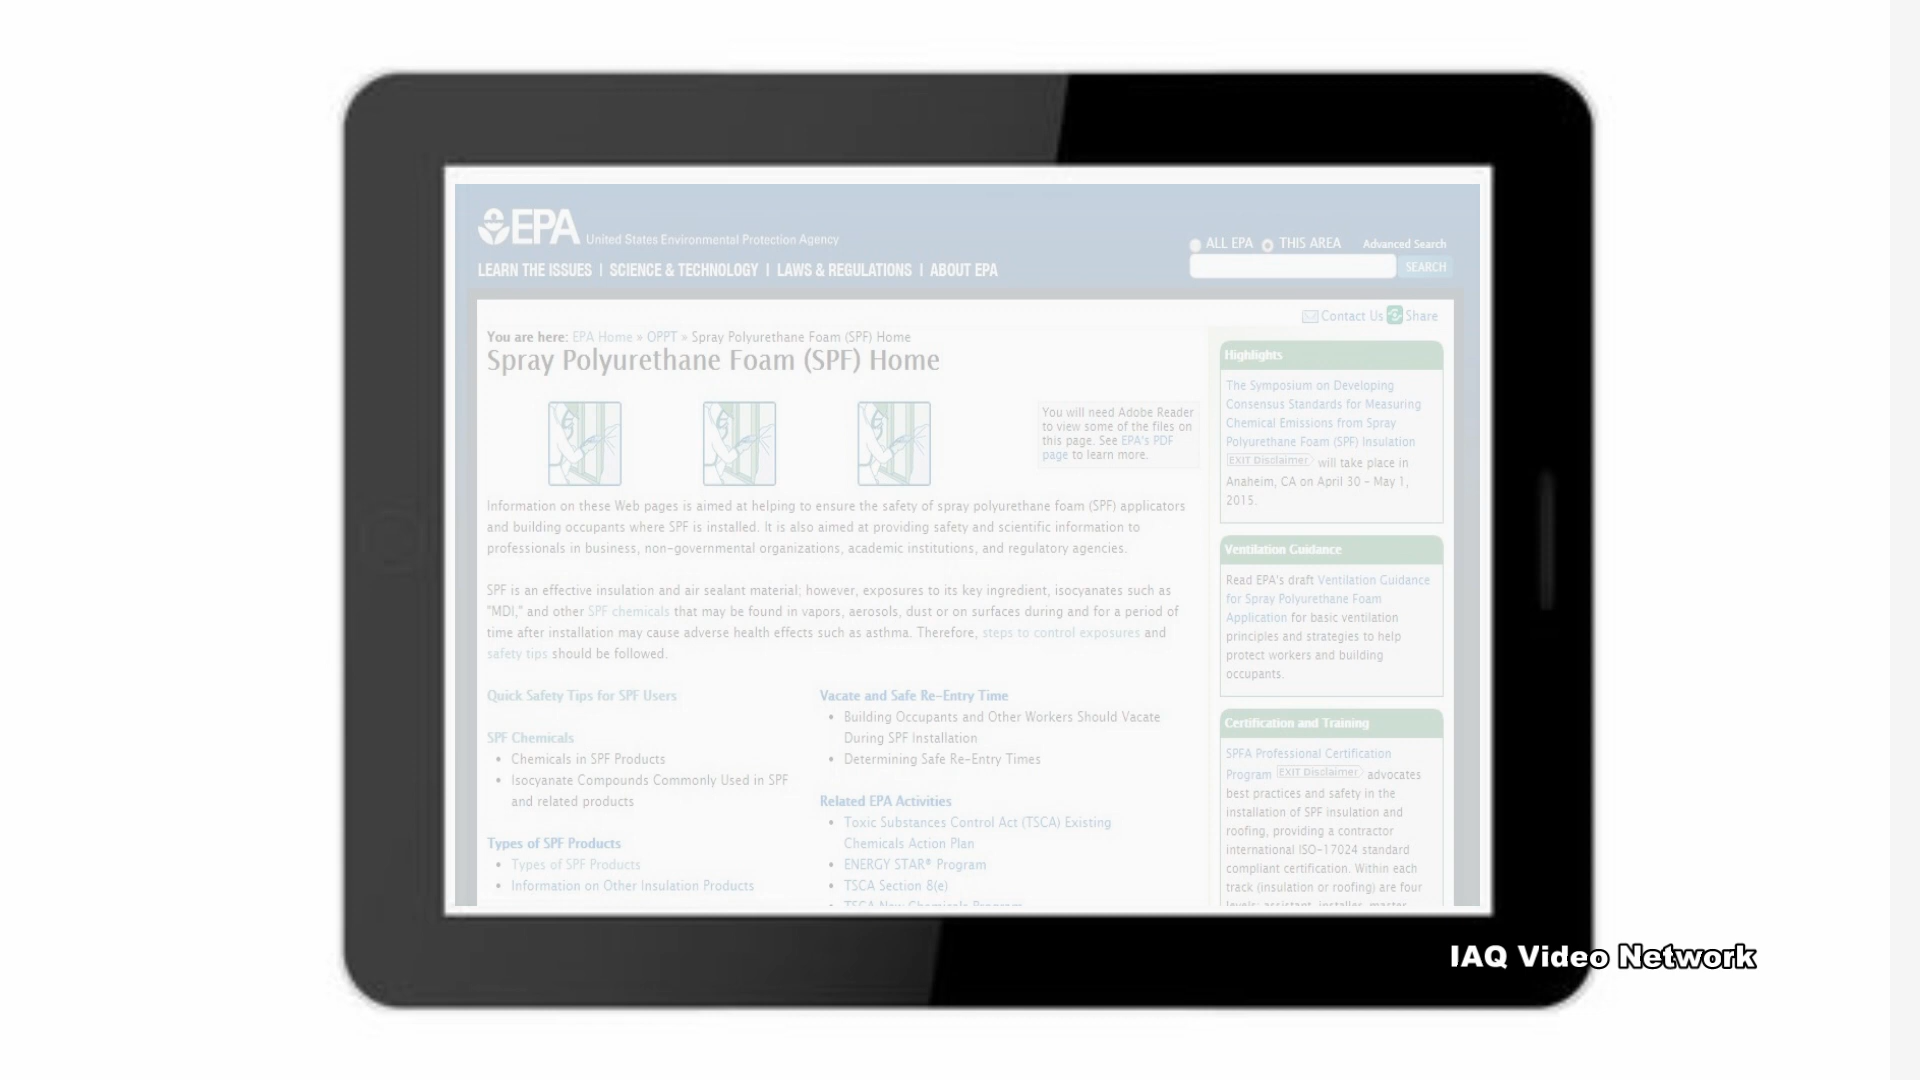 EPA United States Environmental Protection Agency
ALL EPA THIS AREA Advanced Search
LEARN THE ISSUES | SCIENCE & TECHNOLOGY | LAWS & REGULATIONS | ABOUT EPA
SEARCH
Contact Us Share
You are here: EPA Home » OPPT » Spray Polyurethane Foam (SPF) Home
Spray Polyurethane Foam (SPF) Home
You will need Adobe Reader
to view some of the files on
this page. See EPA's PDF
page to learn more.
Information on these Web pages is aimed at helping to ensure the safety of spray polyurethane foam (SPF) applicators
and building occupants where SPF is installed. It is also aimed at providing safety and scientific information to
professionals in business, non-governmental organizations, academic institutions, and regulatory agencies.
SPF is an effective insulation and air sealant material; however, exposures to its key ingredient, isocyanates such as
"MDI," and other SPF chemicals that may be found in vapors, aerosols, dust or on surfaces during and for a period of
time after installation may cause adverse health effects such as asthma. Therefore, steps to control exposures and
safety tips should be followed.
Quick Safety Tips for SPF Users
SPF Chemicals
• Chemicals in SPF Products
• Isocyanate Compounds Commonly Used in SPF
and related products
Types of SPF Products
• Types of SPF Products
• Information on Other Insulation Products
Vacate and Safe Re-Entry Time
• Building Occupants and Other Workers Should Vacate
During SPF Installation
• Determining Safe Re-Entry Times
Related EPA Activities
• Toxic Substances Control Act (TSCA) Existing
Chemicals Action Plan
• ENERGY STAR® Program
• TSCA Section 8(e)
• TSCA New Chemicals Program
Highlights
The Symposium on Developing
Consensus Standards for Measuring
Chemical Emissions from Spray
Polyurethane Foam (SPF) Insulation
EXIT Disclaimer will take place in
Anaheim, CA on April 30 - May 1,
2015.
Ventilation Guidance
Read EPA's draft Ventilation Guidance
for Spray Polyurethane Foam
Application for basic ventilation
principles and strategies to help
protect workers and building
occupants.
Certification and Training
SPFA Professional Certification
Program EXIT Disclaimer advocates
best practices and safety in the
installation of SPF insulation and
roofing, providing a contractor
international ISO-17024 standard
compliant certification. Within each
track (insulation or roofing) are four
levels: assistant, installer, master
IAQ Video Network